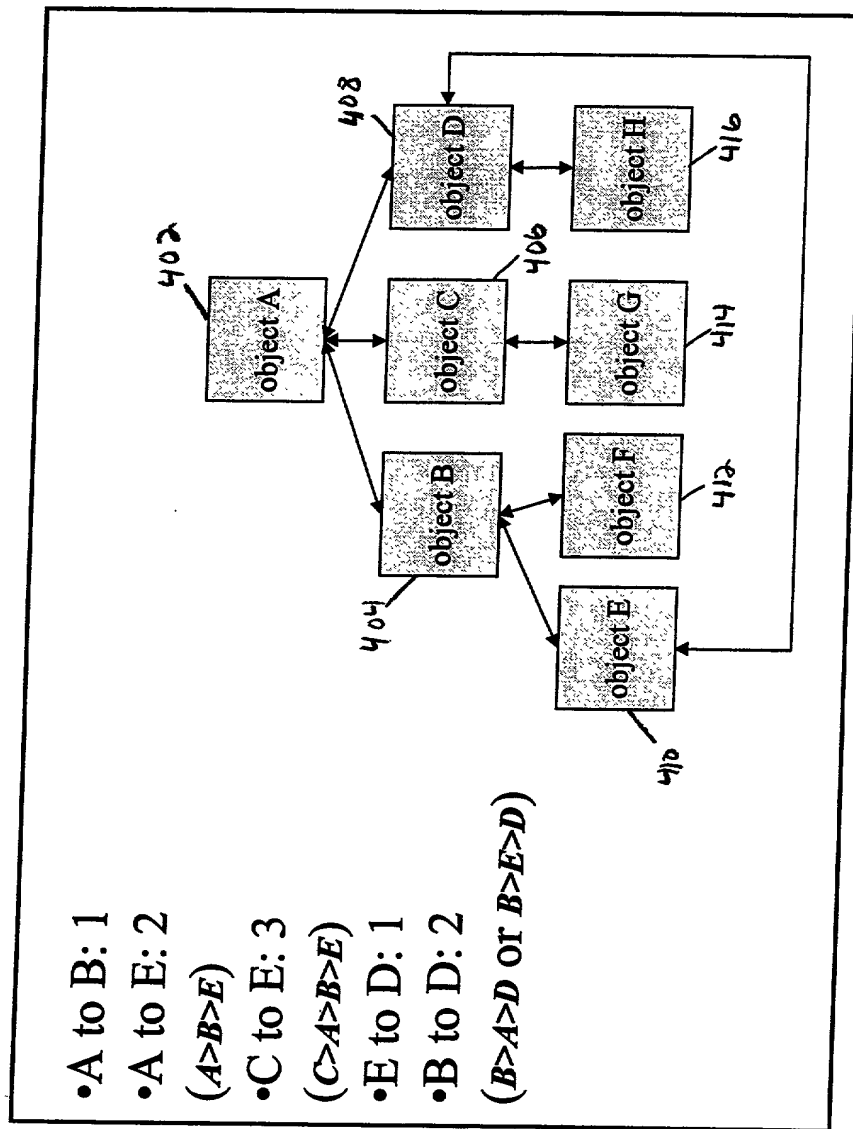 •A to B: 1
•A to E: 2
(A>B>E)
•C to E: 3
(C>A>B>E)
•E to D: 1
•B to D: 2
(B>A>D or B>E>D)
402
object A
404
object B
object C
406
408
object D
410
object E
object F
412
object G
414
object H
416